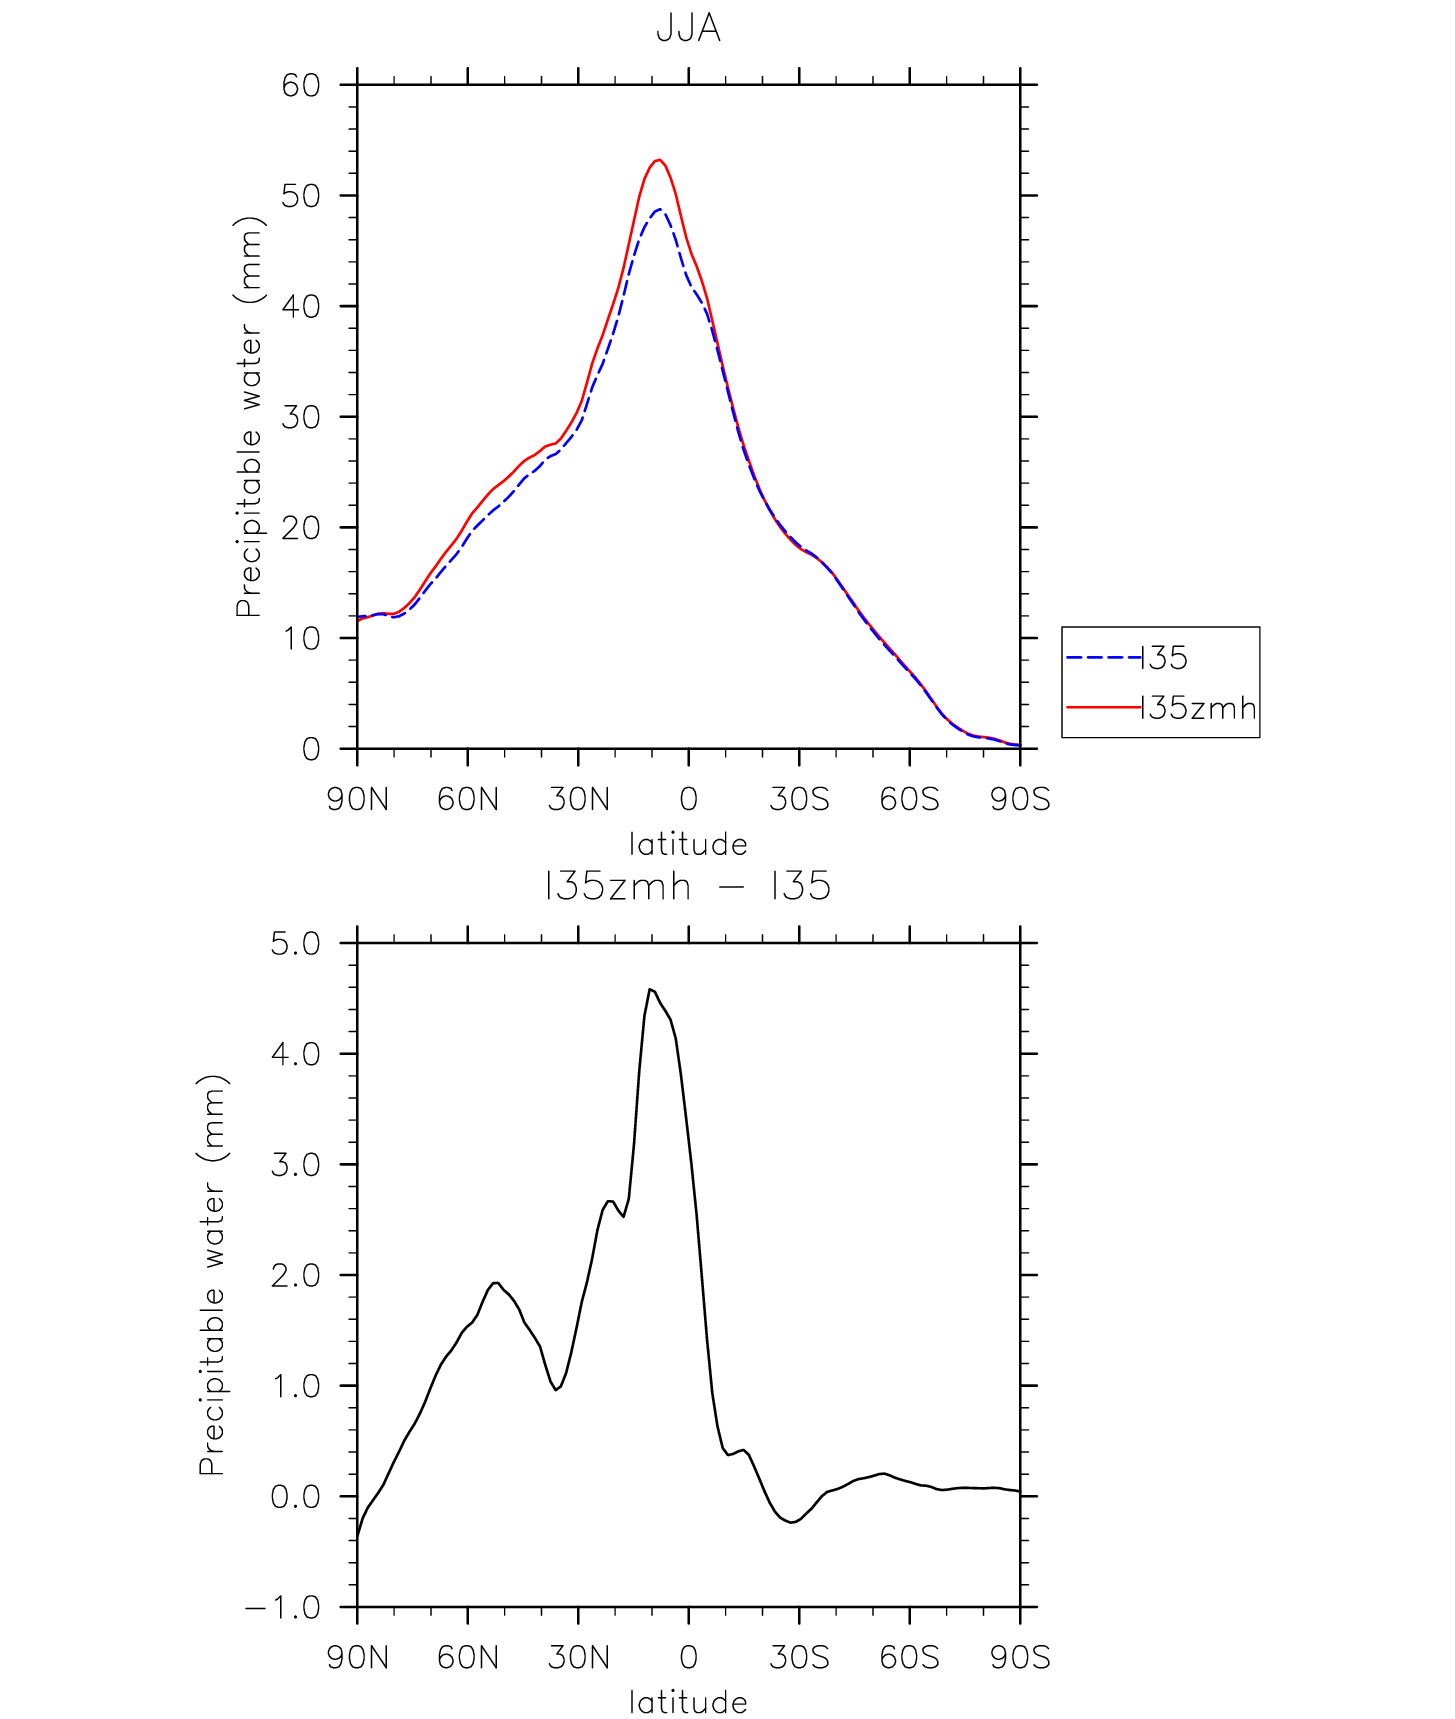 JJA
Precipitable water (mm)
60
50
40
30
20
10
0
90N 60N 30N 0 30S 60S 90S
latitude
I35
I35zmh
I35zmh − I35
Precipitable water (mm)
5.0
4.0
3.0
2.0
1.0
0.0
−1.0
90N 60N 30N 0 30S 60S 90S
latitude